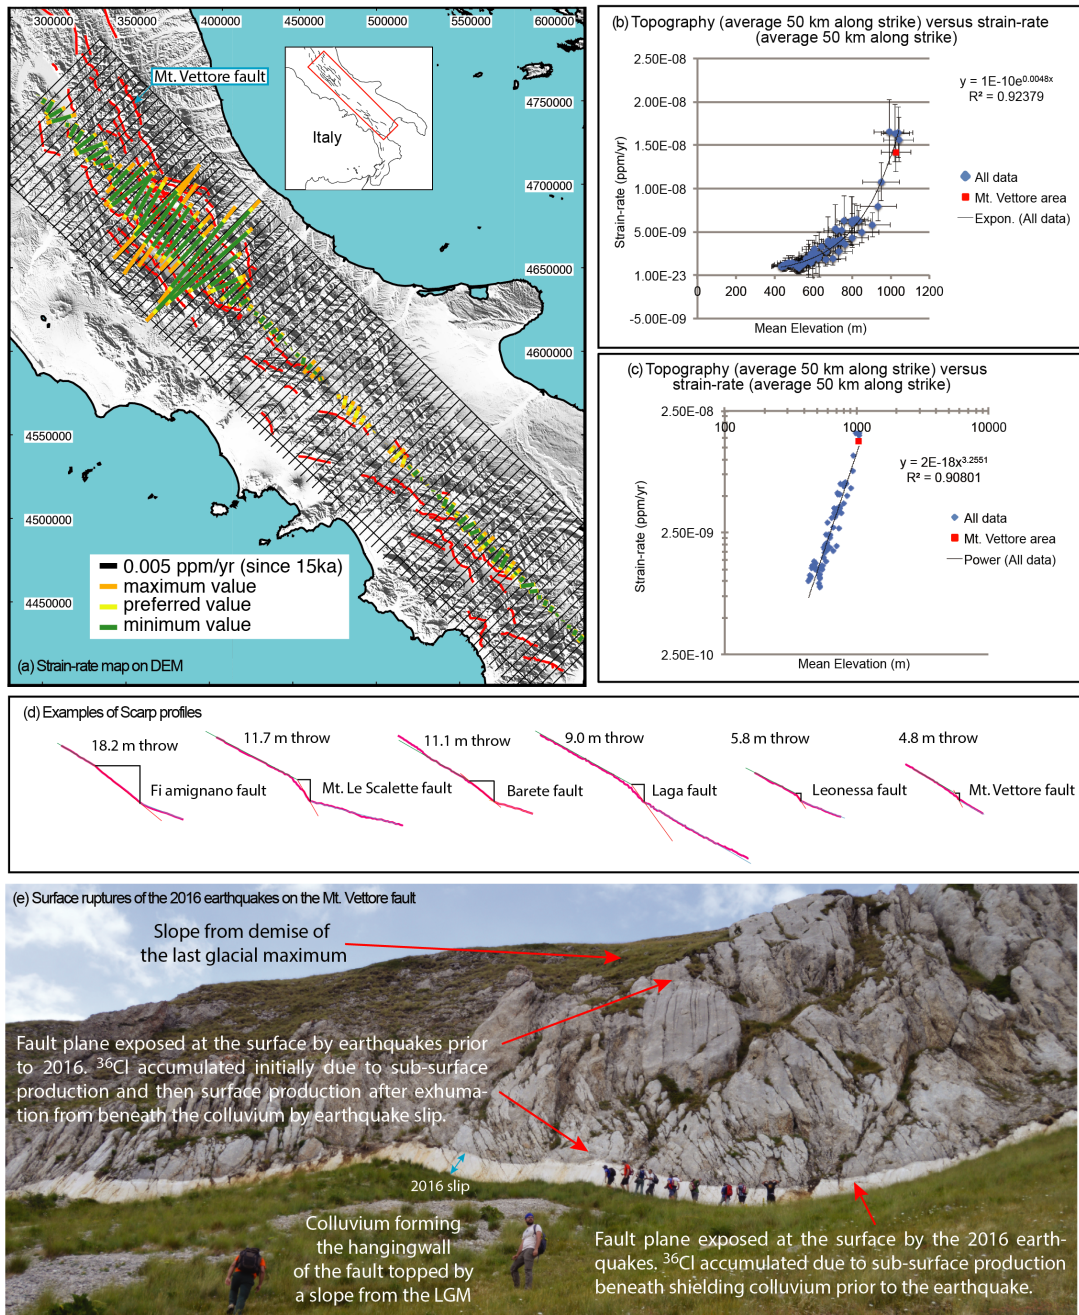 300000
350000
400000
450000
500000
550000
600000
Mt. Vettore fault
Italy
4750000
4700000
4650000
4600000
4550000
4500000
4450000
0.005 ppm/yr (since 15ka)
maximum value
preferred value
minimum value
(a) Strain-rate map on DEM
(b) Topography (average 50 km along strike) versus strain-rate
(average 50 km along strike)
2.50E-08
2.00E-08
1.50E-08
1.00E-08
5.00E-09
1.00E-23
-5.00E-09
Strain-rate (ppm/yr)
y = 1E-10e^0.0048x
R² = 0.92379
All data
Mt. Vettore area
Expon. (All data)
0 200 400 600 800 1000 1200
Mean Elevation (m)
(c) Topography (average 50 km along strike) versus
strain-rate (average 50 km along strike)
2.50E-08
100 1000 10000
2.50E-09
2.50E-10
Strain-rate (ppm/yr)
y = 2E-18x^3.2551
R² = 0.90801
All data
Mt. Vettore area
Power (All data)
Mean Elevation (m)
(d) Examples of Scarp profiles
18.2 m throw
Fi amignano fault
11.7 m throw
Mt. Le Scalette fault
11.1 m throw
Barete fault
9.0 m throw
Laga fault
5.8 m throw
Leonessa fault
4.8 m throw
Mt. Vettore fault
(e) Surface ruptures of the 2016 earthquakes on the Mt. Vettore fault
Slope from demise of
the last glacial maximum
Fault plane exposed at the surface by earthquakes prior
to 2016. ³⁶Cl accumulated initially due to sub-surface
production and then surface production after exhuma-
tion from beneath the colluvium by earthquake slip.
2016 slip
Colluvium forming
the hangingwall
of the fault topped by
a slope from the LGM
Fault plane exposed at the surface by the 2016 earth-
quakes. ³⁶Cl accumulated due to sub-surface production
beneath shielding colluvium prior to the earthquake.